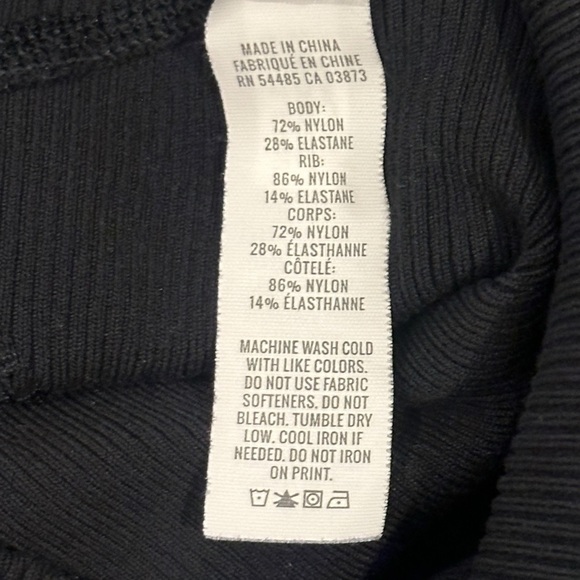 MADE IN CHINA
FABRIQUÉ EN CHINE
RN 54485 CA 03873
BODY:
72% NYLON
28% ELASTANE
RIB:
86% NYLON
14% ELASTANE
CORPS:
72% NYLON
28% ÉLASTHANNE
CÔTELÉ:
86% NYLON
14% ÉLASTHANNE
MACHINE WASH COLD
WITH LIKE COLORS.
DO NOT USE FABRIC
SOFTENERS. DO NOT
BLEACH. TUMBLE DRY
LOW. COOL IRON IF
NEEDED. DO NOT IRON
ON PRINT.